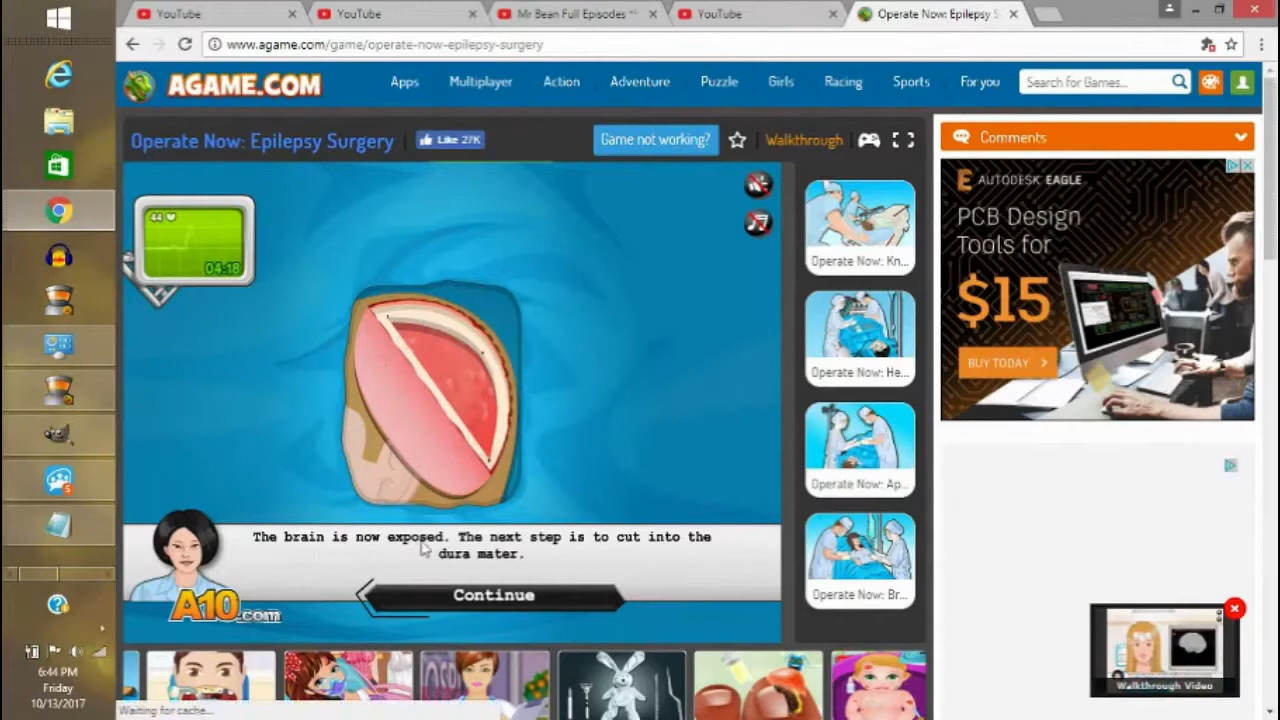 YouTube
YouTube
Mr Bean Full Episodes
YouTube
Operate Now: Epilepsy S
www.agame.com/game/operate-now-epilepsy-surgery
AGAME.COM
Apps
Multiplayer
Action
Adventure
Puzzle
Girls
Racing
Sports
For you
Search for Games...
Operate Now: Epilepsy Surgery
Like 27K
Game not working?
Walkthrough
Comments
44
04:18
Operate Now: Kn...
Operate Now: He...
Operate Now: Ap...
Operate Now: Br...
AUTODESK EAGLE
PCB Design
Tools for
$15
BUY TODAY
The brain is now exposed. The next step is to cut into the
dura mater.
Continue
A10.com
Walkthrough Video
Waiting for cache...
6:44 PM
Friday
10/13/2017